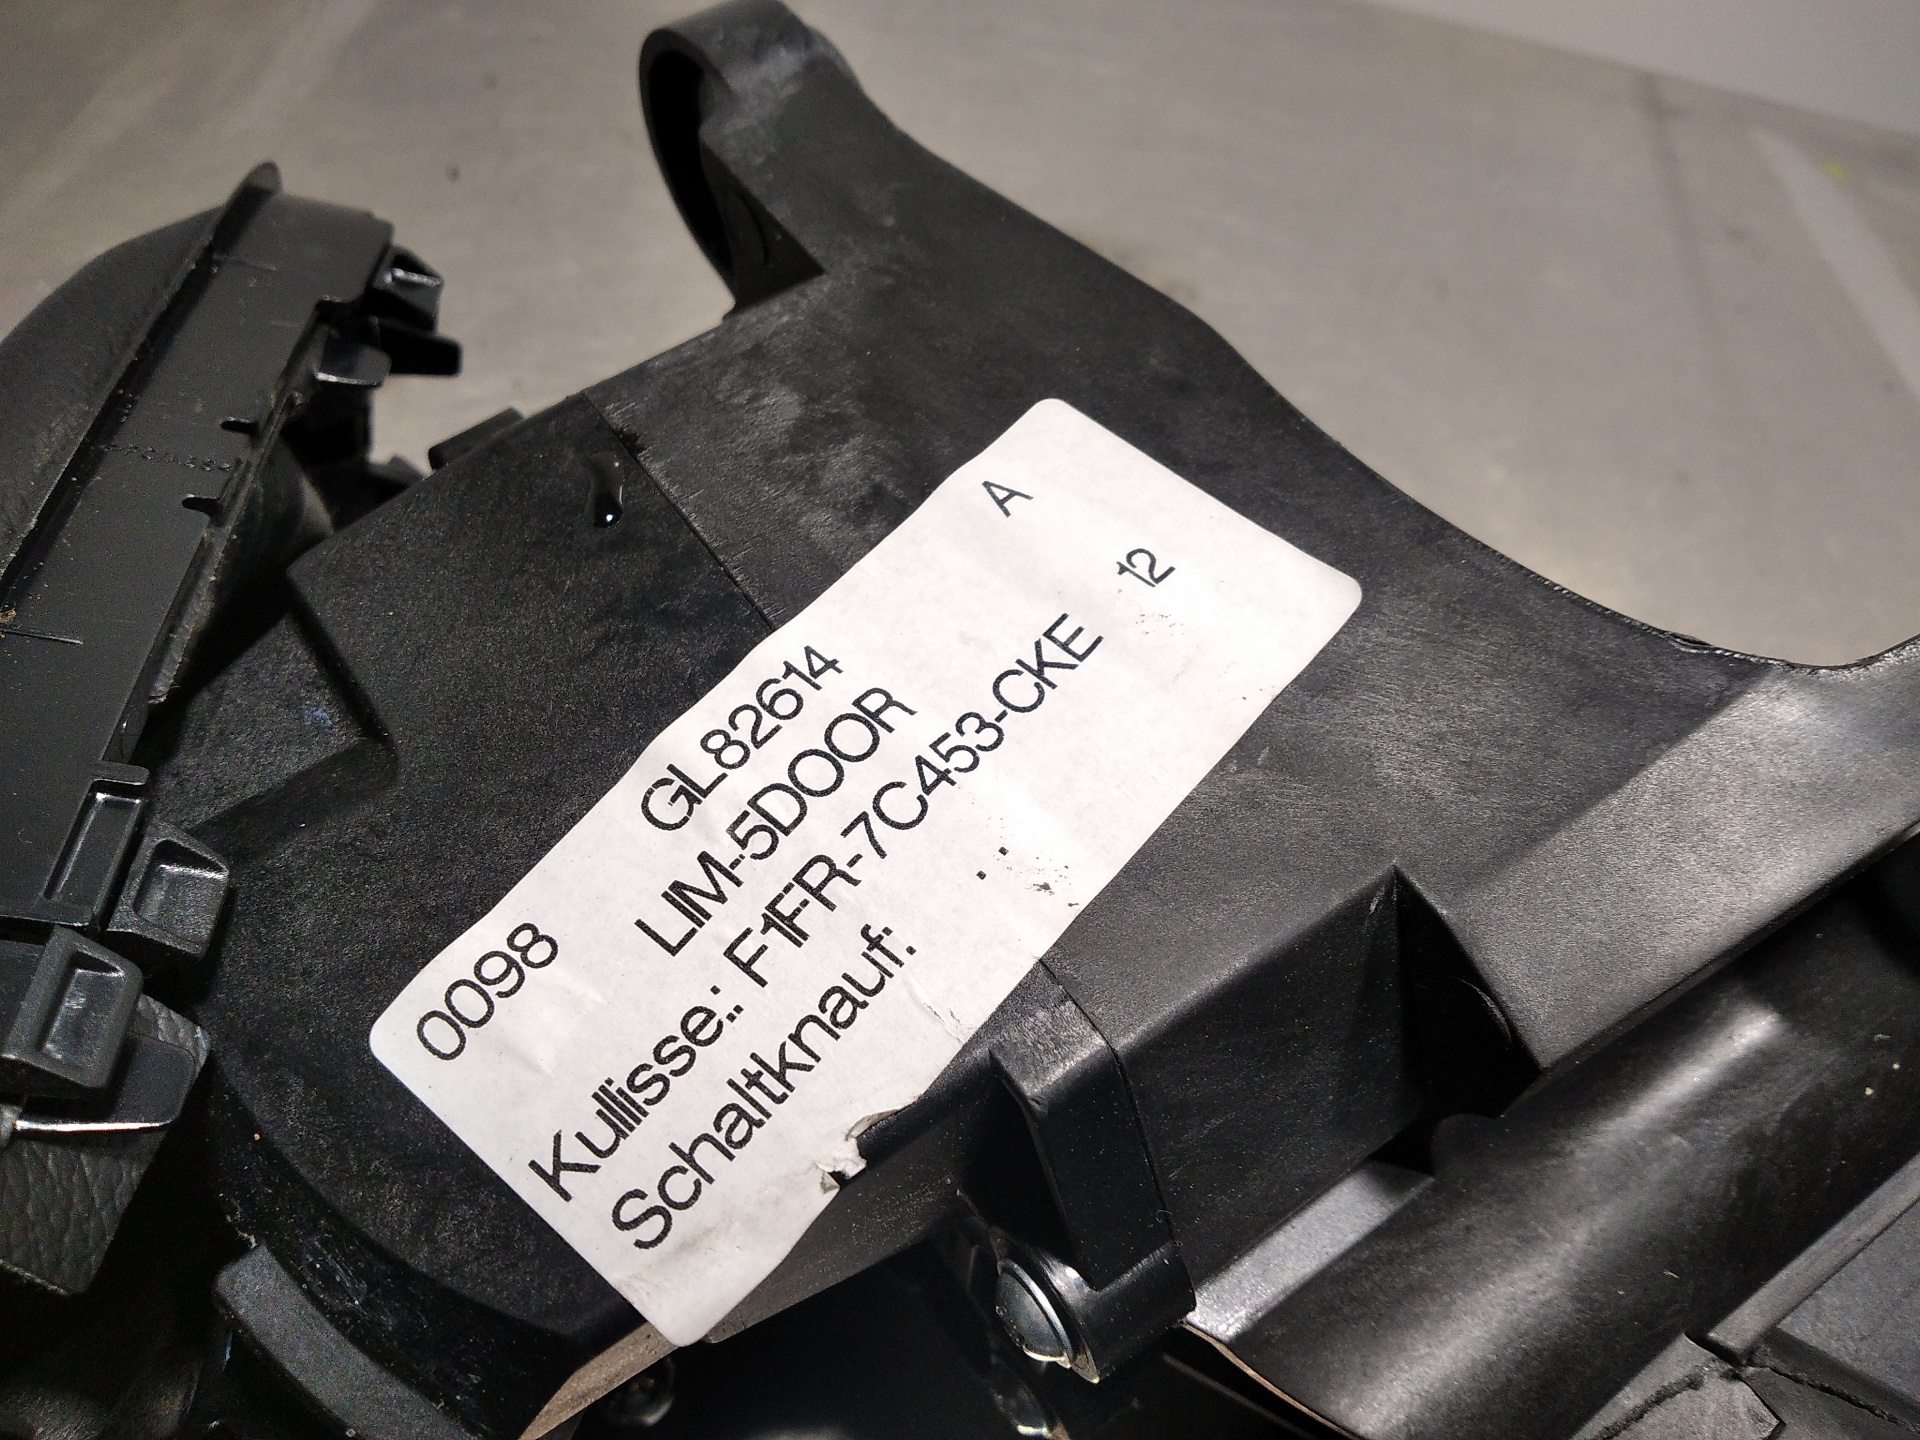 A
0098 GL82614 12
LIM-5DOOR
Kullisse.: F1FR-7C453-CKE
Schaltknauf: